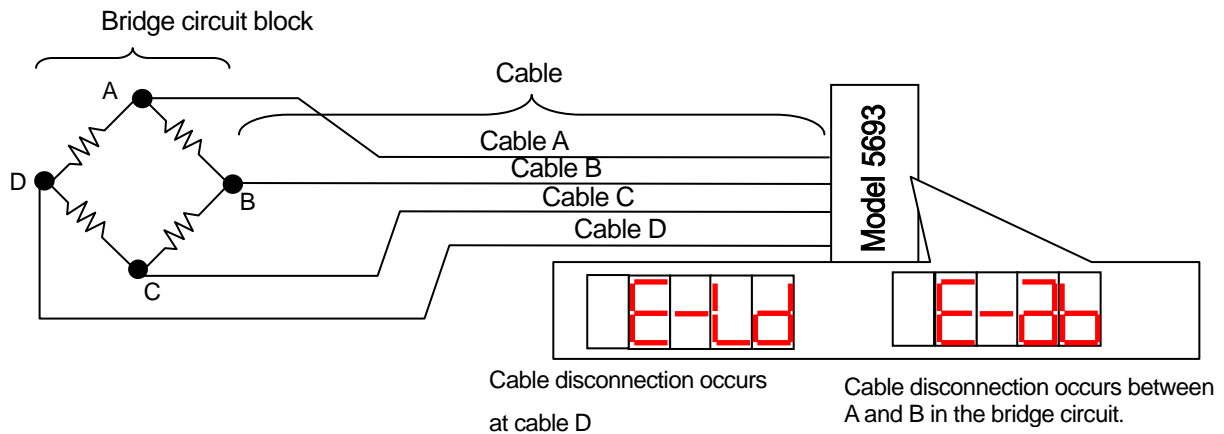 Bridge circuit block
Cable
A
Cable A
Cable B
D
B
Cable C
Cable D
C
Model 5693
E-Ld
E-ab
Cable disconnection occurs
at cable D
Cable disconnection occurs between
A and B in the bridge circuit.